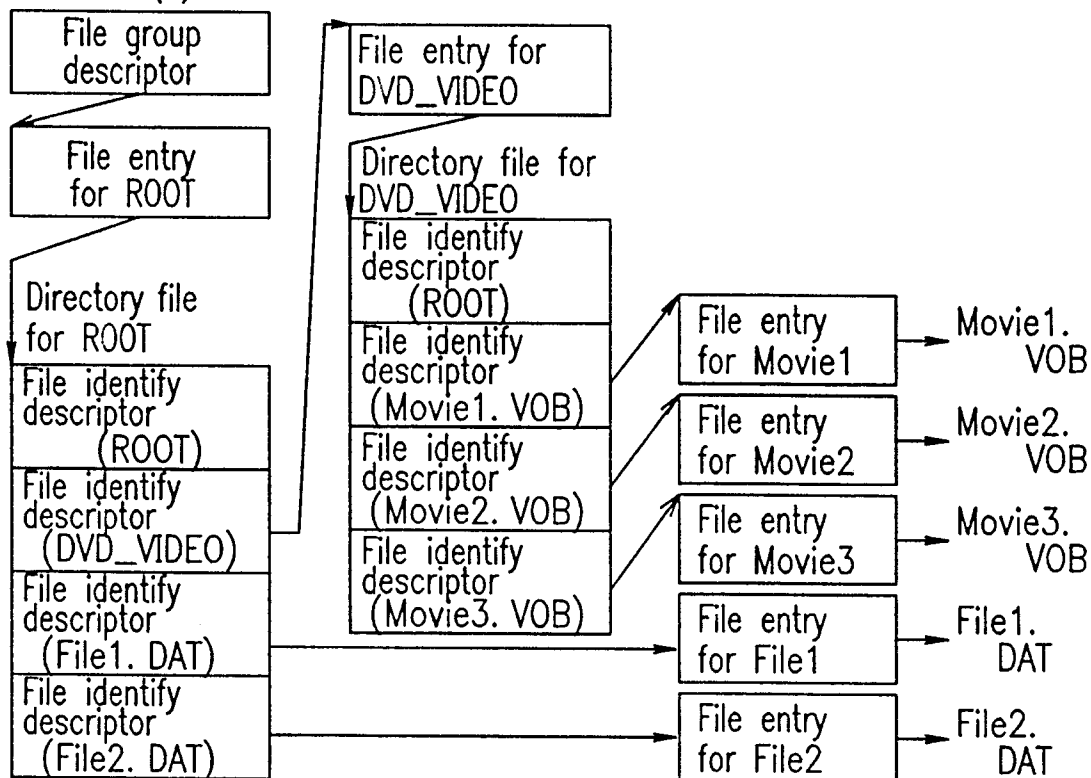 File group
descriptor
File entry
for ROOT
Directory file
for ROOT
File identify
descriptor
(ROOT)
File identify
descriptor
(DVD_VIDEO)
File identify
descriptor
(File1. DAT)
File identify
descriptor
(File2. DAT)
File entry for
DVD_VIDEO
Directory file for
DVD_VIDEO
File identify
descriptor
(ROOT)
File identify
descriptor
(Movie1. VOB)
File identify
descriptor
(Movie2. VOB)
File identify
descriptor
(Movie3. VOB)
File entry
for Movie1
Movie1.
VOB
File entry
for Movie2
Movie2.
VOB
File entry
for Movie3
Movie3.
VOB
File entry
for File1
File1.
DAT
File entry
for File2
File2.
DAT